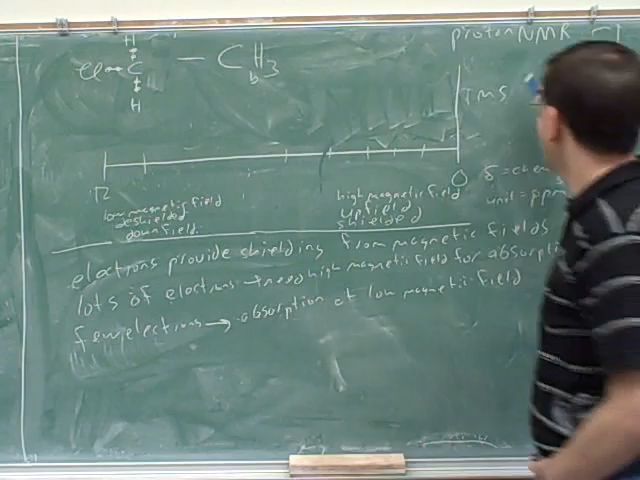 proton NMR
H
Cl C — CH3
b
H
TMS
12
0
δ = chem
unit = ppm
low magnetic field
deshielded
downfield
high magnetic field
upfield
shielded
electrons provide shielding from magnetic fields
lots of electrons → need high magnetic field for absorpti
few electrons → absorption at low magnetic field